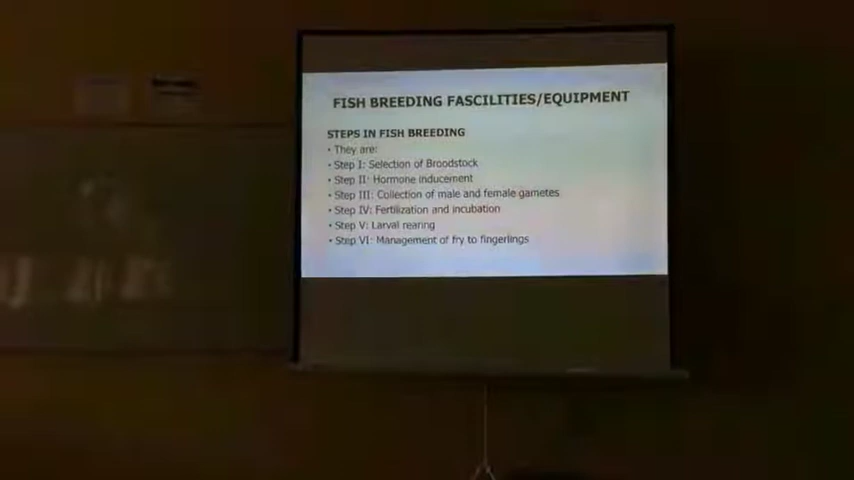 FISH BREEDING FASCILITIES/EQUIPMENT
STEPS IN FISH BREEDING
• They are:
• Step I: Selection of Broodstock
• Step II: Hormone inducement
• Step III: Collection of male and female gametes
• Step IV: Fertilization and incubation
• Step V: Larval rearing
• Step VI: Management of fry to fingerlings